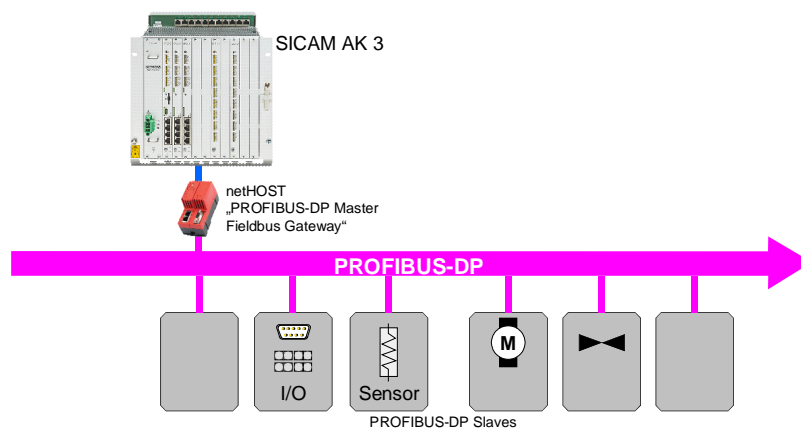 SICAM AK 3
netHOST
„PROFIBUS-DP Master
Fieldbus Gateway“
PROFIBUS-DP
M
I/O
Sensor
PROFIBUS-DP Slaves